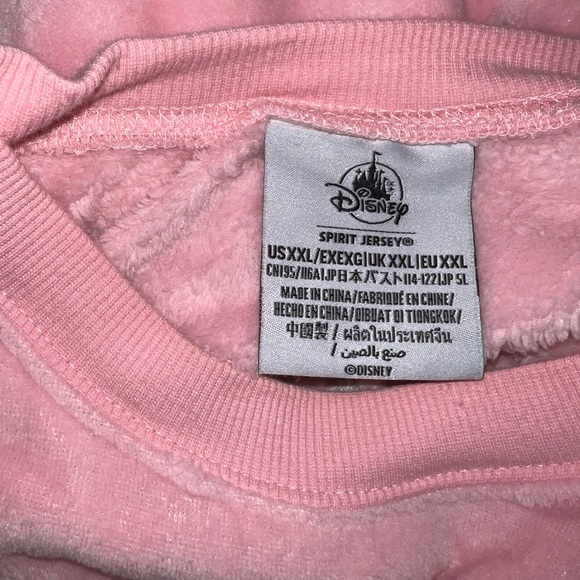 Disney
SPIRIT JERSEY®
US XXL/EXEXG|UK XXL|EU XXL
CN195/116A|JP日本バスト114-122|JP 5L
MADE IN CHINA/FABRIQUÉ EN CHINE/
HECHO EN CHINA/DIBUAT DI TIONGKOK/
中國製 / ผลิตในประเทศจีน
/ صنع بالصين
©DISNEY